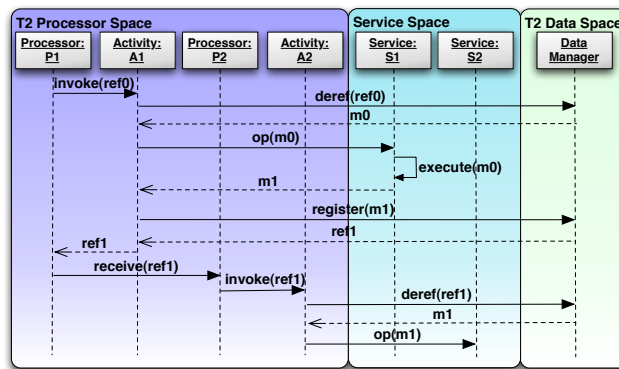 T2 Processor Space
Service Space
T2 Data Space
Processor:
P1
Activity:
A1
Processor:
P2
Activity:
A2
Service:
S1
Service:
S2
Data
Manager
invoke(ref0)
deref(ref0)
m0
op(m0)
execute(m0)
m1
register(m1)
ref1
ref1
receive(ref1)
invoke(ref1)
deref(ref1)
m1
op(m1)